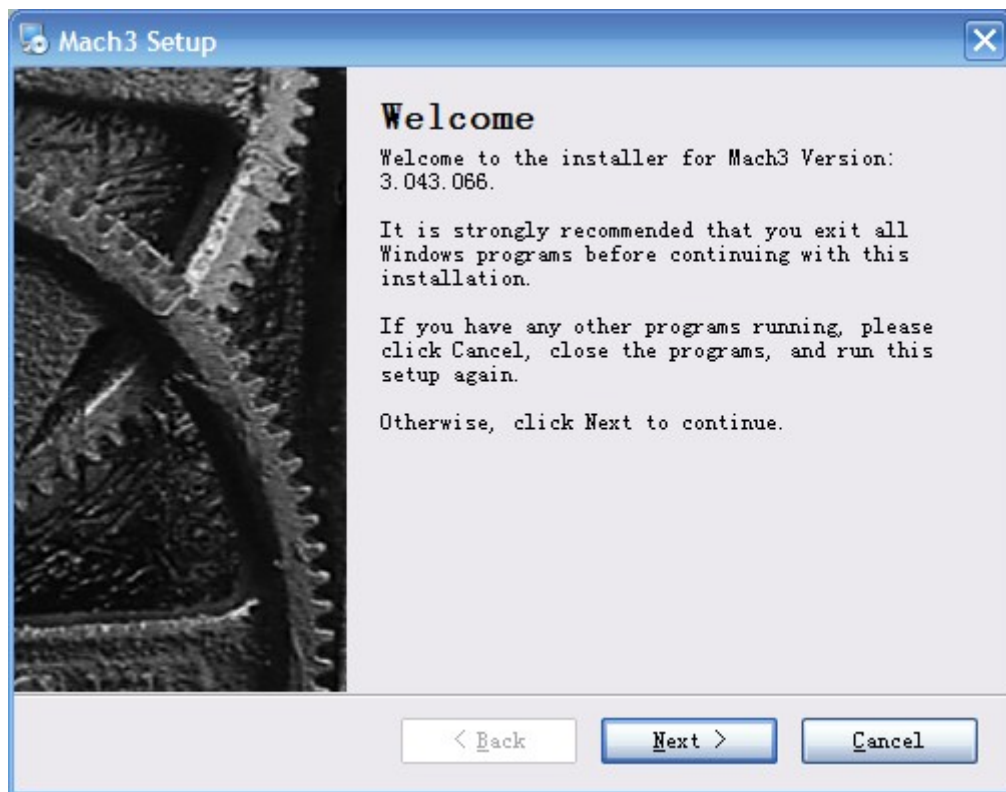 Mach3 Setup
Welcome
Welcome to the installer for Mach3 Version:
3.043.066.
It is strongly recommended that you exit all
Windows programs before continuing with this
installation.
If you have any other programs running, please
click Cancel, close the programs, and run this
setup again.
Otherwise, click Next to continue.
< Back
Next >
Cancel